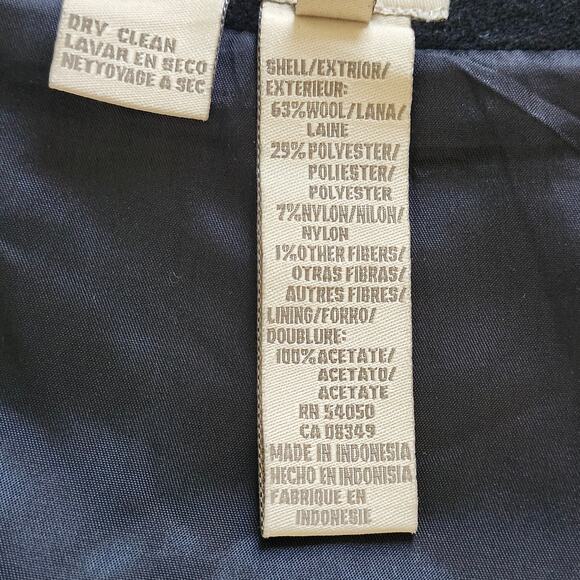 DRY CLEAN
LAVAR EN SECO
NETTOYAGE A SEC
SHELL/EXTRIOR/
EXTERIEUR:
63%WOOL/LANA/
LAINE
29%POLYESTER/
POLIESTER/
POLYESTER
7%NYLON/NILON/
NYLON
1%OTHER FIBERS/
OTRAS FIBRAS/
AUTRES FIBRES/
LINING/FORRO/
DOUBLURE:
100%ACETATE/
ACETATO/
ACETATE
RN 54050
CA 08349
MADE IN INDONESIA
HECHO EN INDONISIA
FABRIQUE EN
INDONESIE